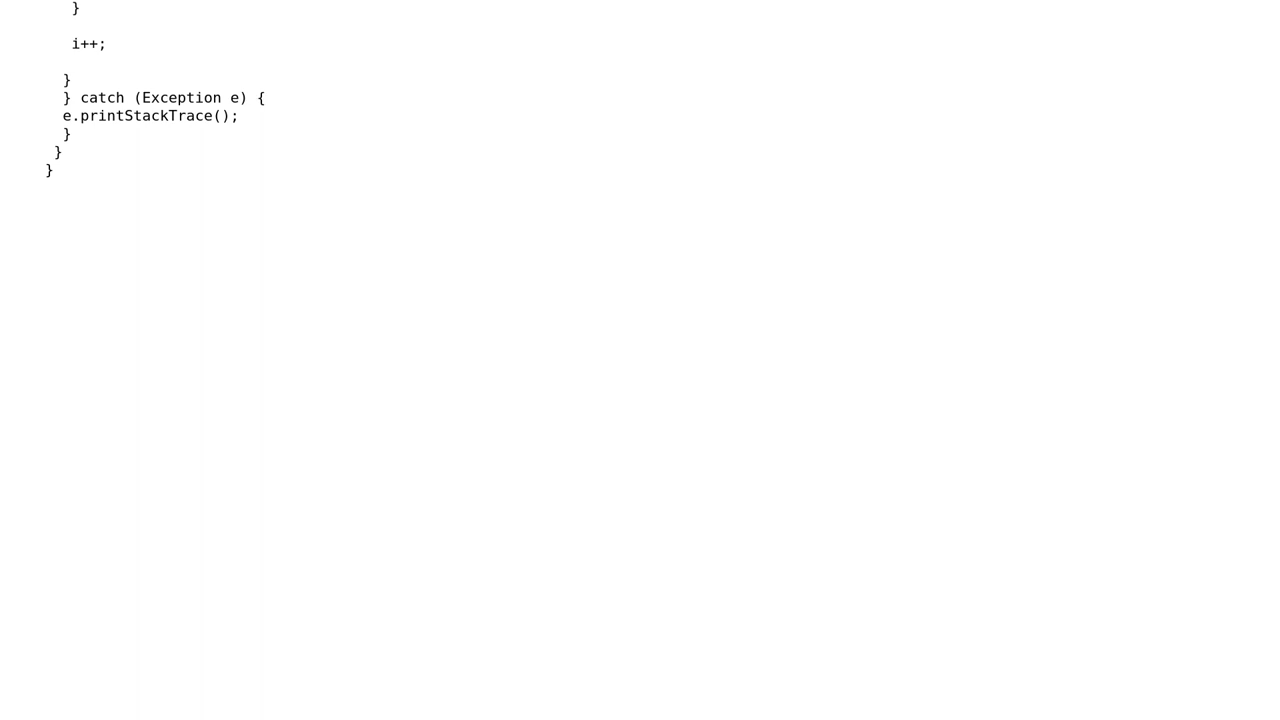 }
i++;
}
} catch (Exception e) {
e.printStackTrace();
}
}
}